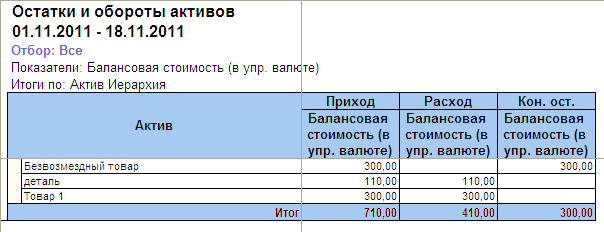 Остатки и обороты активов
01.11.2011 - 18.11.2011
Отбор: Все
Показатели: Балансовая стоимость (в упр. валюте)
Итоги по: Актив Иерархия
Актив Приход Расход Кон. ост.
Балансовая Балансовая Балансовая
стоимость (в стоимость (в стоимость (в
упр. валюте) упр. валюте) упр. валюте)
Безвозмездный товар 300,00 300,00
деталь 110,00 110,00
Товар 1 300,00 300,00
Итог 710,00 410,00 300,00